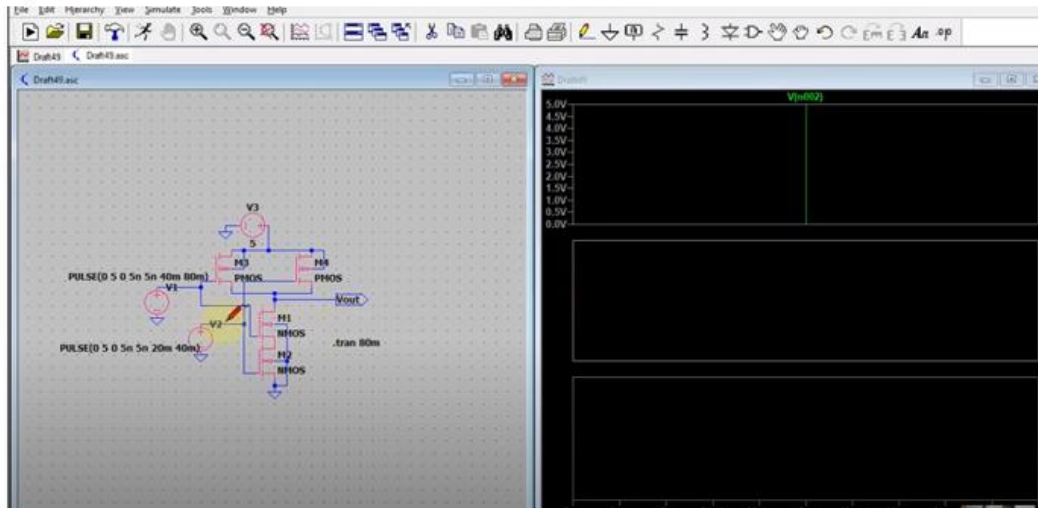 File Edit Hierarchy View Simulate Tools Window Help
Aa .op
Draft49 Draft49.asc
Draft49.asc
Draft49
V(n002)
5.0V
4.5V
4.0V
3.5V
3.0V
2.5V
2.0V
1.5V
1.0V
0.5V
0.0V
V3
5
M3 M4
PULSE(0 5 0 5n 5n 40m 80m) PMOS PMOS
V1
Vout
V2 M1
NMOS
PULSE(0 5 0 5n 5n 20m 40m) .tran 80m
M2
NMOS